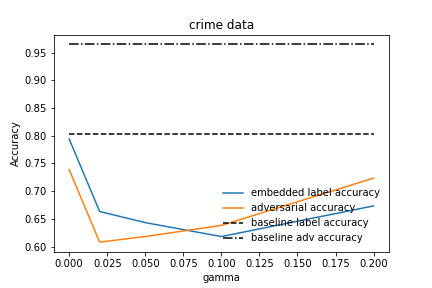 crime data
Accuracy
0.95
0.90
0.85
0.80
0.75
0.70
0.65
0.60
embedded label accuracy
adversarial accuracy
baseline label accuracy
baseline adv accuracy
0.000 0.025 0.050 0.075 0.100 0.125 0.150 0.175 0.200
gamma